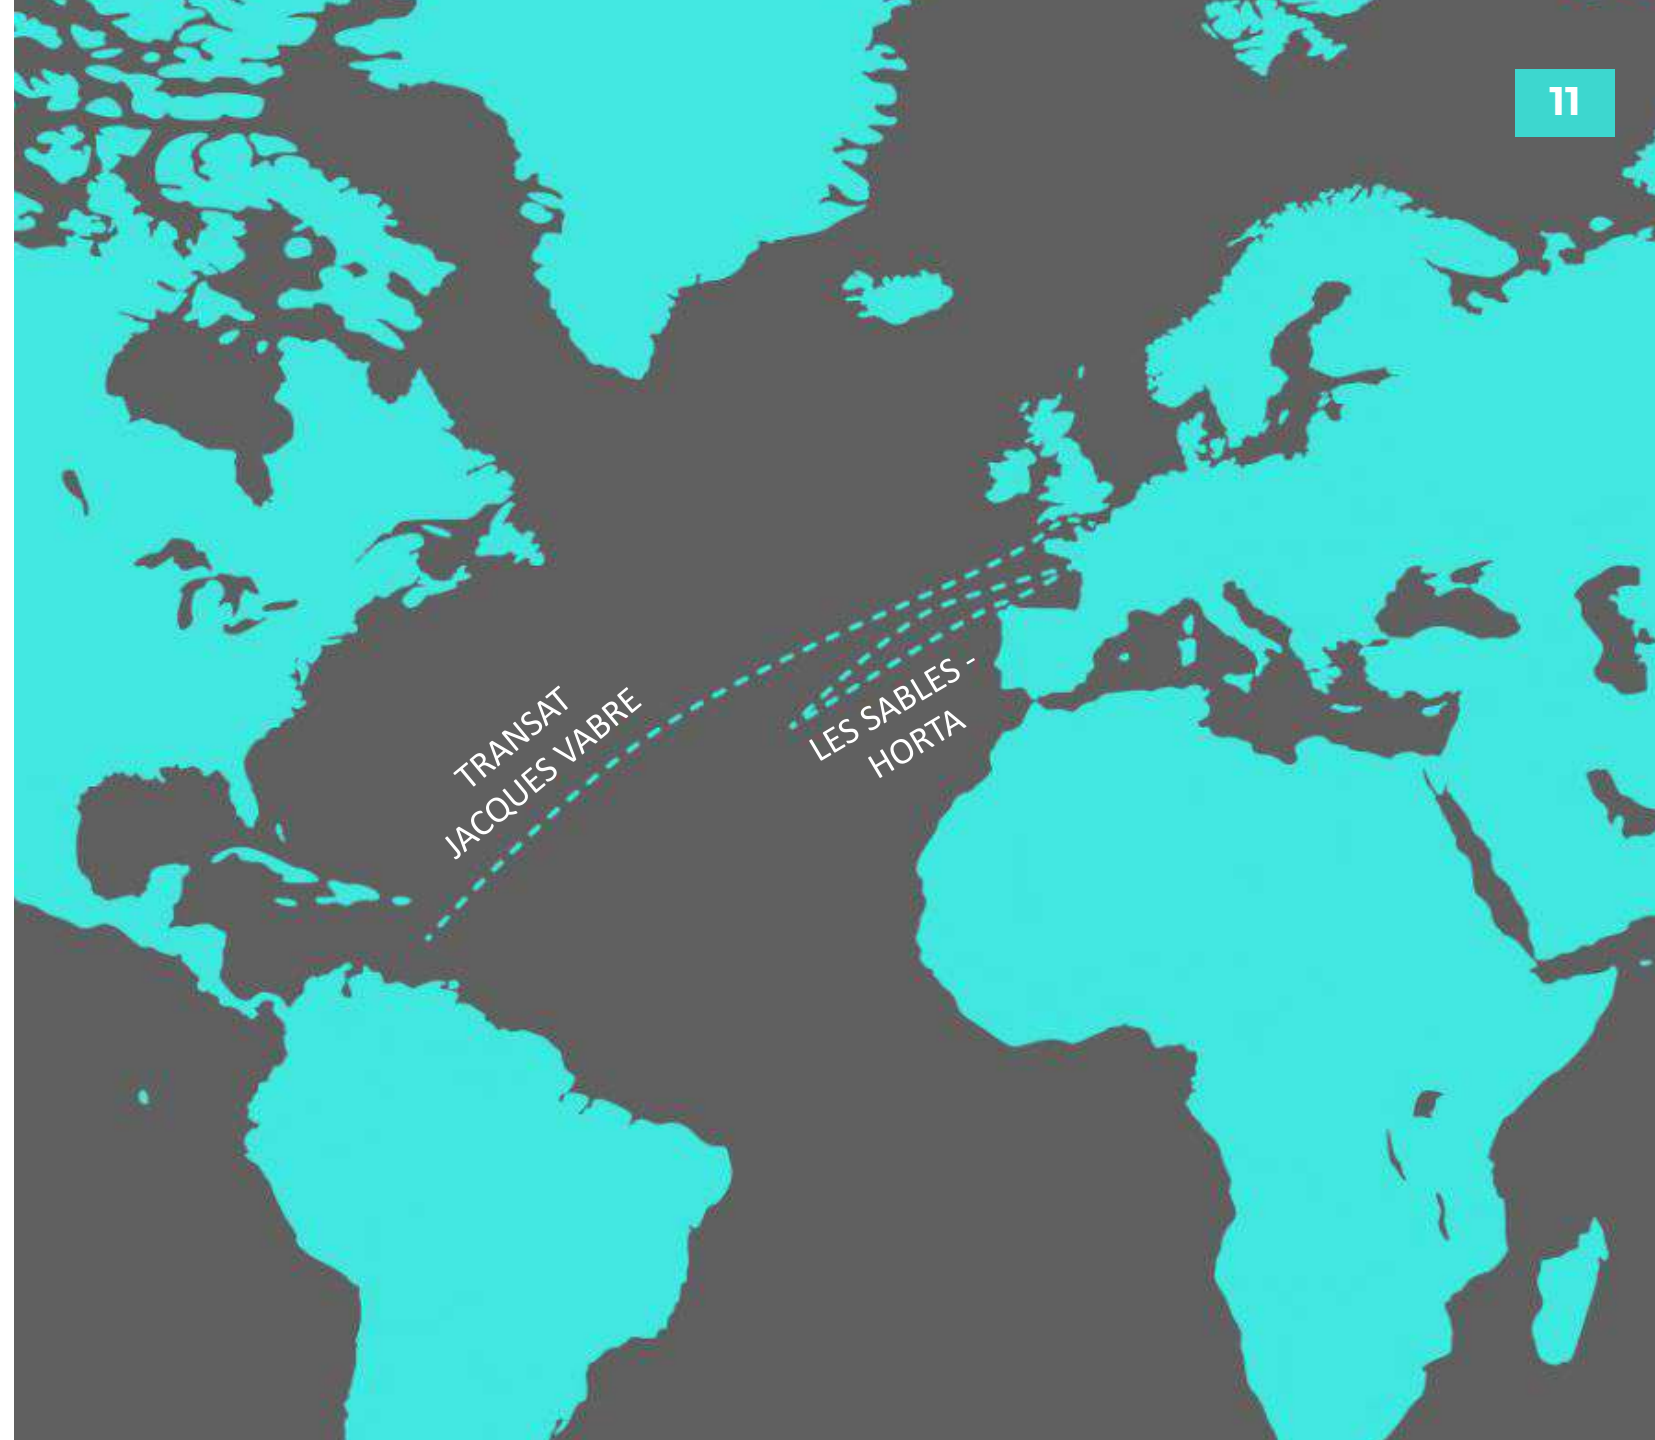 11
TRANSAT
JACQUES VABRE
LES SABLES -
HORTA